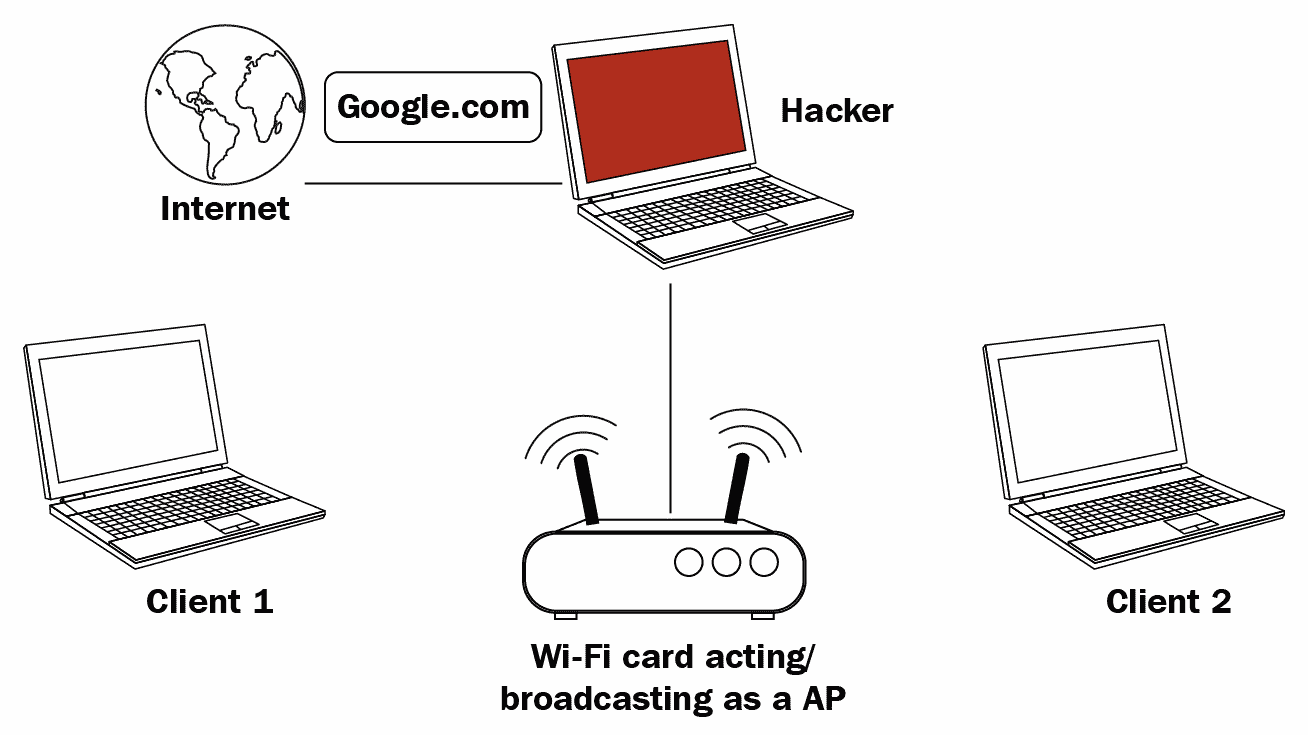 Google.com
Hacker
Internet
Client 1
Client 2
Wi-Fi card acting/
broadcasting as a AP